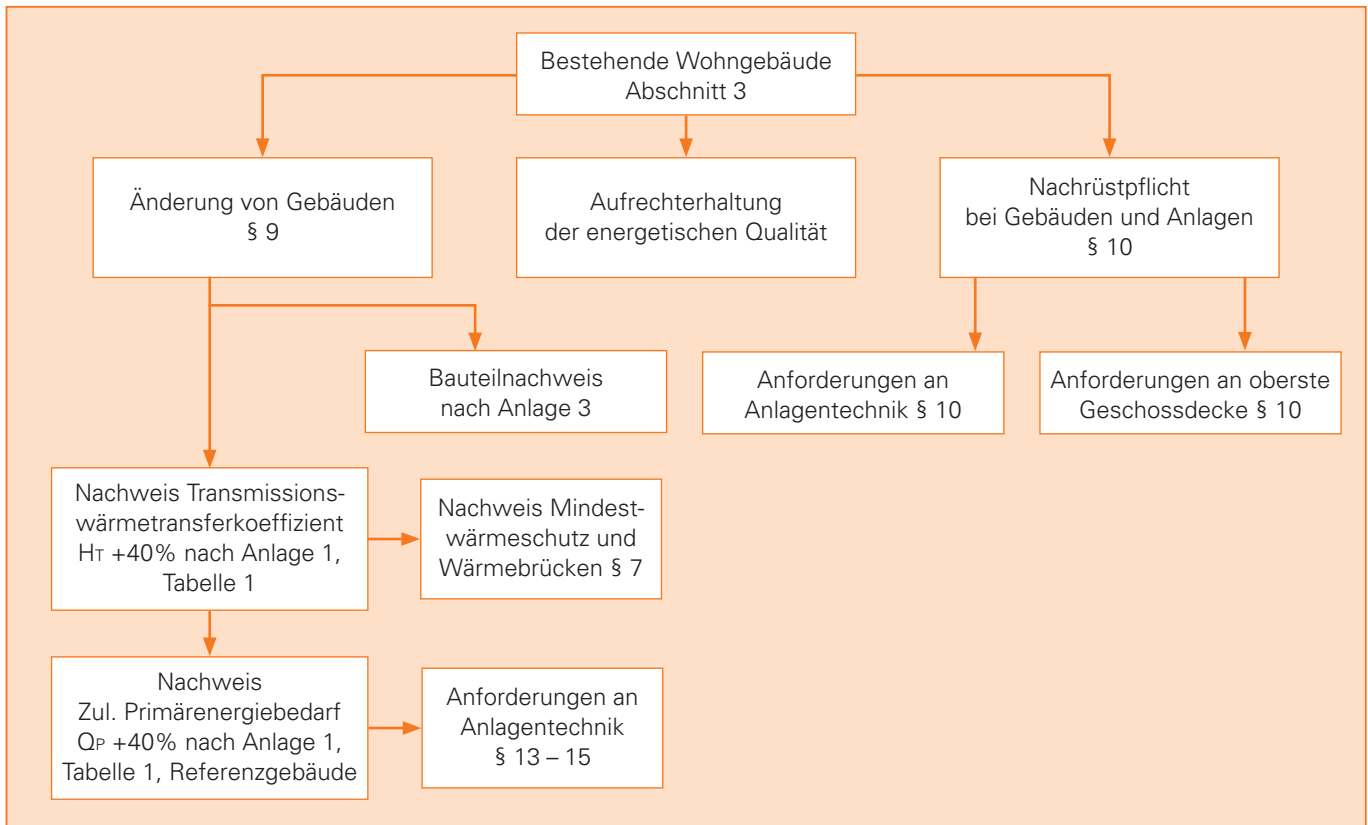 Bestehende Wohngebäude
Abschnitt 3
Änderung von Gebäuden
§ 9
Aufrechterhaltung
der energetischen Qualität
Nachrüstpflicht
bei Gebäuden und Anlagen
§ 10
Bauteilnachweis
nach Anlage 3
Anforderungen an
Anlagentechnik § 10
Anforderungen an oberste
Geschossdecke § 10
Nachweis Transmissions-
wärmetransferkoeffizient
HT +40% nach Anlage 1,
Tabelle 1
Nachweis Mindest-
wärmeschutz und
Wärmebrücken § 7
Nachweis
Zul. Primärenergiebedarf
QP +40% nach Anlage 1,
Tabelle 1, Referenzgebäude
Anforderungen an
Anlagentechnik
§ 13 – 15